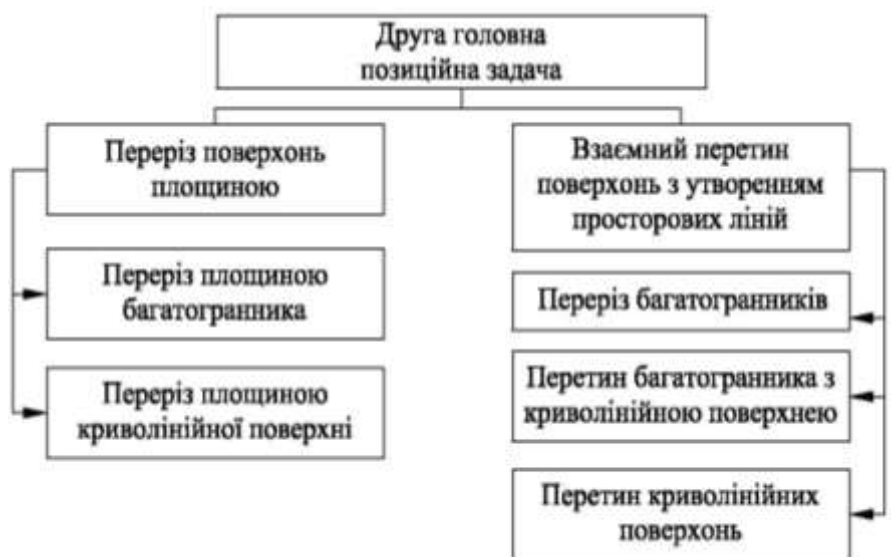 Друга головна
позиційна задача
Переріз поверхонь
площиною
Переріз площиною
багатогранника
Переріз площиною
криволінійної поверхні
Взаємний перетин
поверхонь з утворенням
просторових ліній
Переріз багатогранників
Перетин багатогранника з
криволінійною поверхнею
Перетин криволінійних
поверхонь